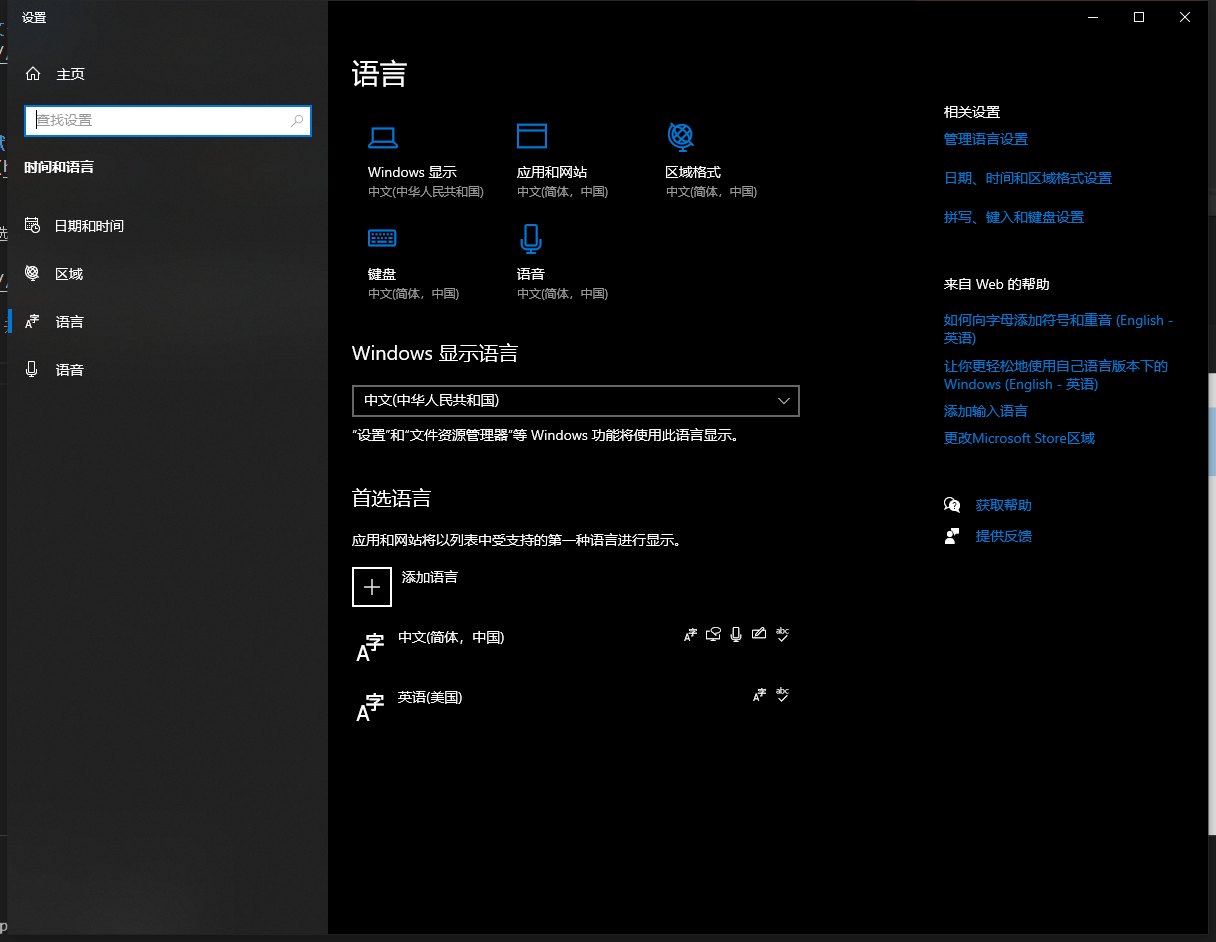 设置
主页
查找设置
时间和语言
日期和时间
区域
语言
语音
语言
Windows 显示
中文(中华人民共和国)
应用和网站
中文(简体，中国)
区域格式
中文(简体，中国)
键盘
中文(简体，中国)
语音
中文(简体，中国)
Windows 显示语言
中文(中华人民共和国)
“设置”和“文件资源管理器”等 Windows 功能将使用此语言显示。
首选语言
应用和网站将以列表中受支持的第一种语言进行显示。
添加语言
中文(简体，中国)
英语(美国)
相关设置
管理语言设置
日期、时间和区域格式设置
拼写、键入和键盘设置
来自 Web 的帮助
如何向字母添加符号和重音 (English -
英语)
让你更轻松地使用自己语言版本下的
Windows (English - 英语)
添加输入语言
更改Microsoft Store区域
获取帮助
提供反馈